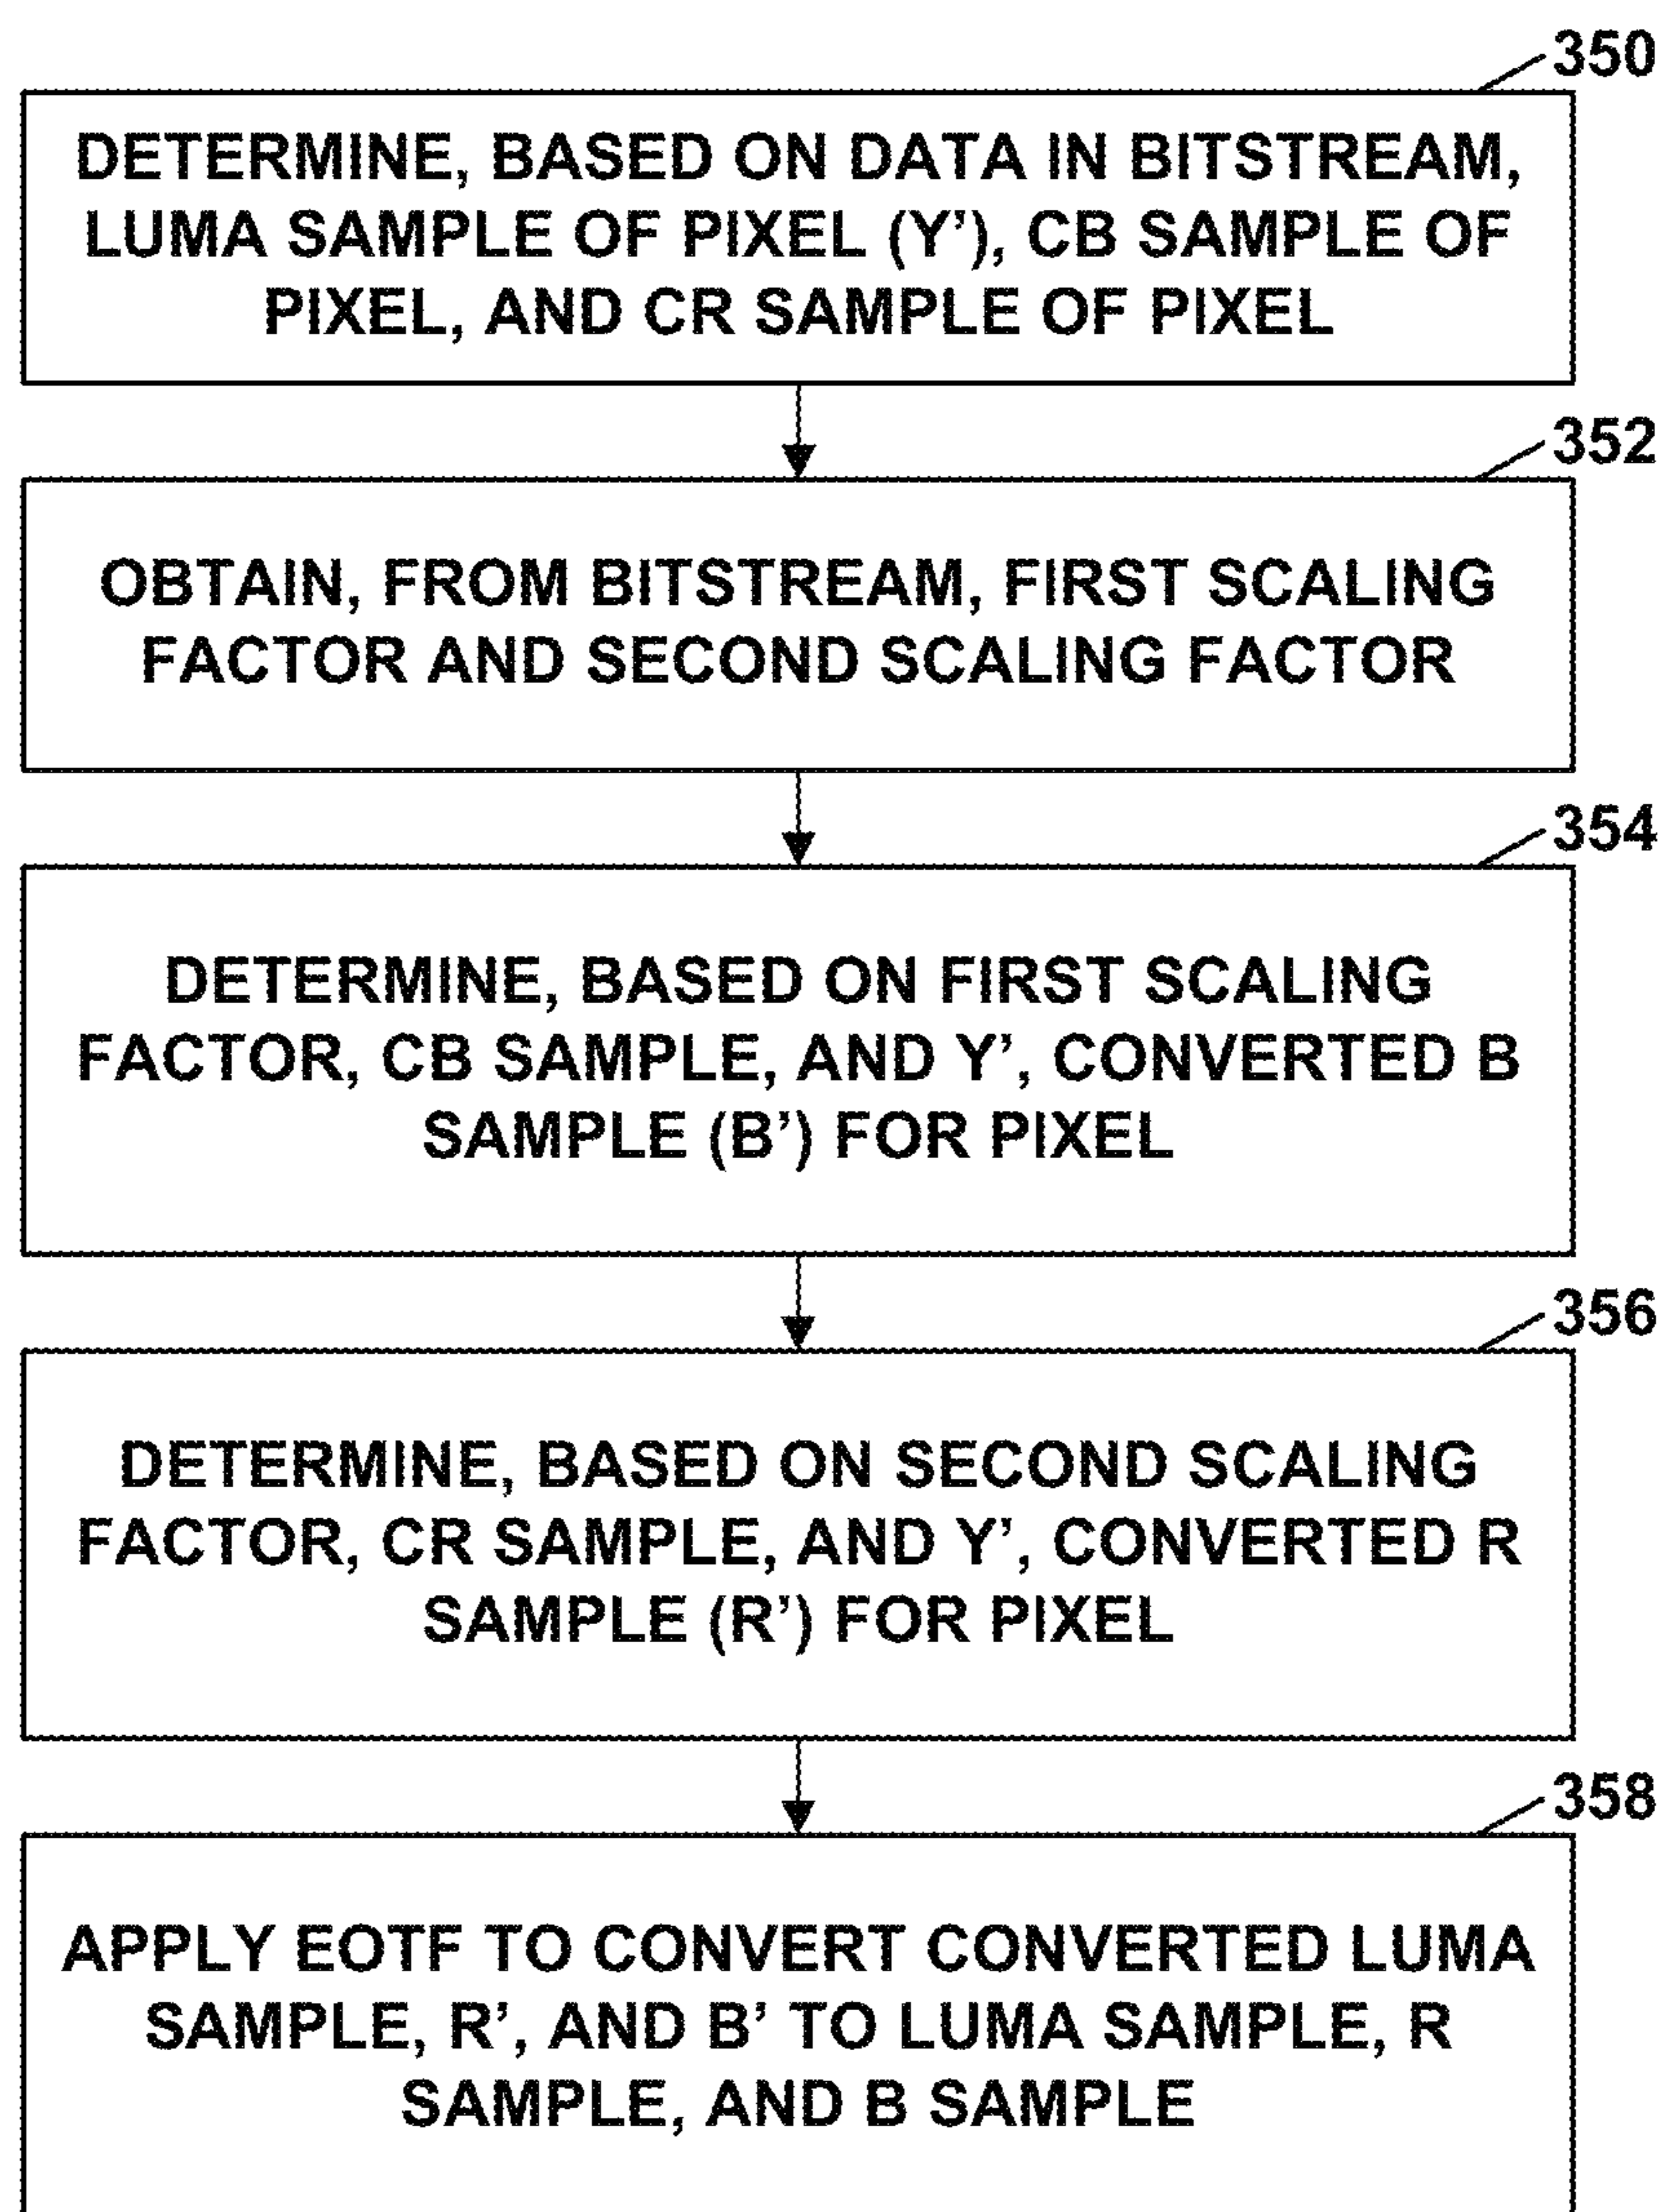 350
DETERMINE, BASED ON DATA IN BITSTREAM,
LUMA SAMPLE OF PIXEL (Y’), CB SAMPLE OF
PIXEL, AND CR SAMPLE OF PIXEL
352
OBTAIN, FROM BITSTREAM, FIRST SCALING
FACTOR AND SECOND SCALING FACTOR
354
DETERMINE, BASED ON FIRST SCALING
FACTOR, CB SAMPLE, AND Y’, CONVERTED B
SAMPLE (B’) FOR PIXEL
356
DETERMINE, BASED ON SECOND SCALING
FACTOR, CR SAMPLE, AND Y’, CONVERTED R
SAMPLE (R’) FOR PIXEL
358
APPLY EOTF TO CONVERT CONVERTED LUMA
SAMPLE, R’, AND B’ TO LUMA SAMPLE, R
SAMPLE, AND B SAMPLE